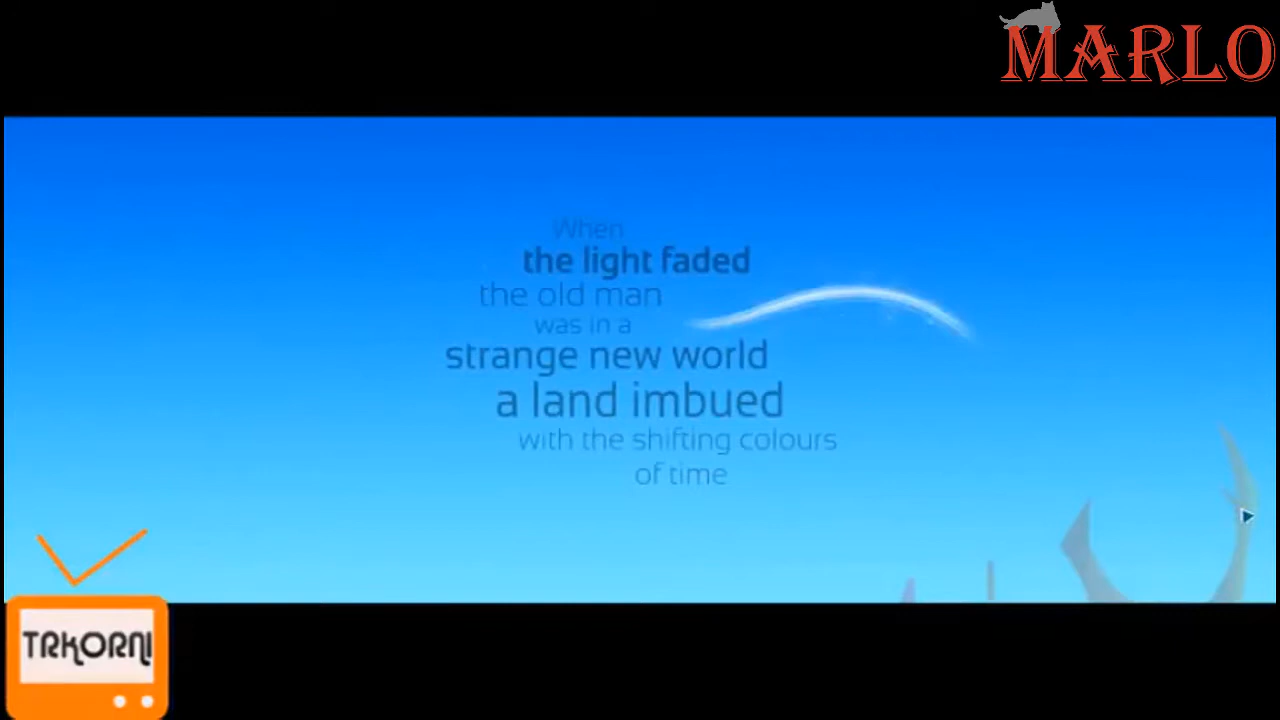 MARLO
When
the light faded
the old man
was in a
strange new world
a land imbued
with the shifting colours
of time
TRKORNI